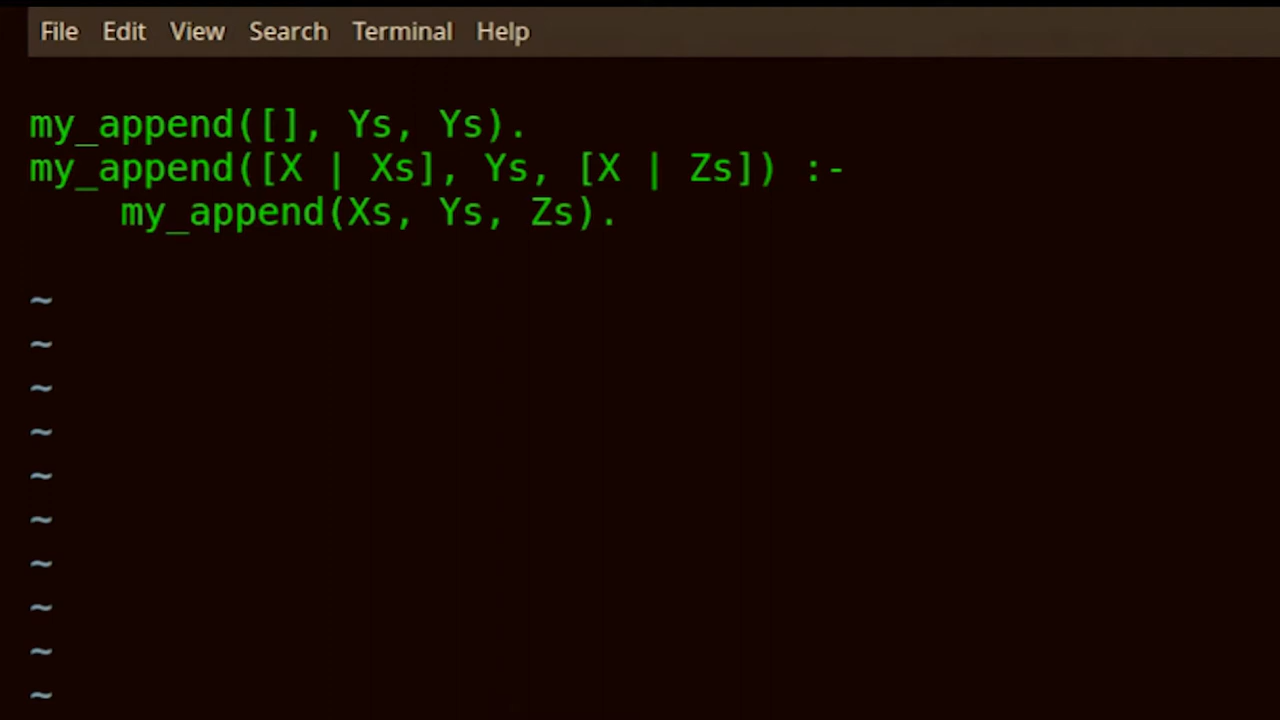 File Edit View Search Terminal Help
my_append([], Ys, Ys).
my_append([X | Xs], Ys, [X | Zs]) :-
    my_append(Xs, Ys, Zs).
~
~
~
~
~
~
~
~
~
~